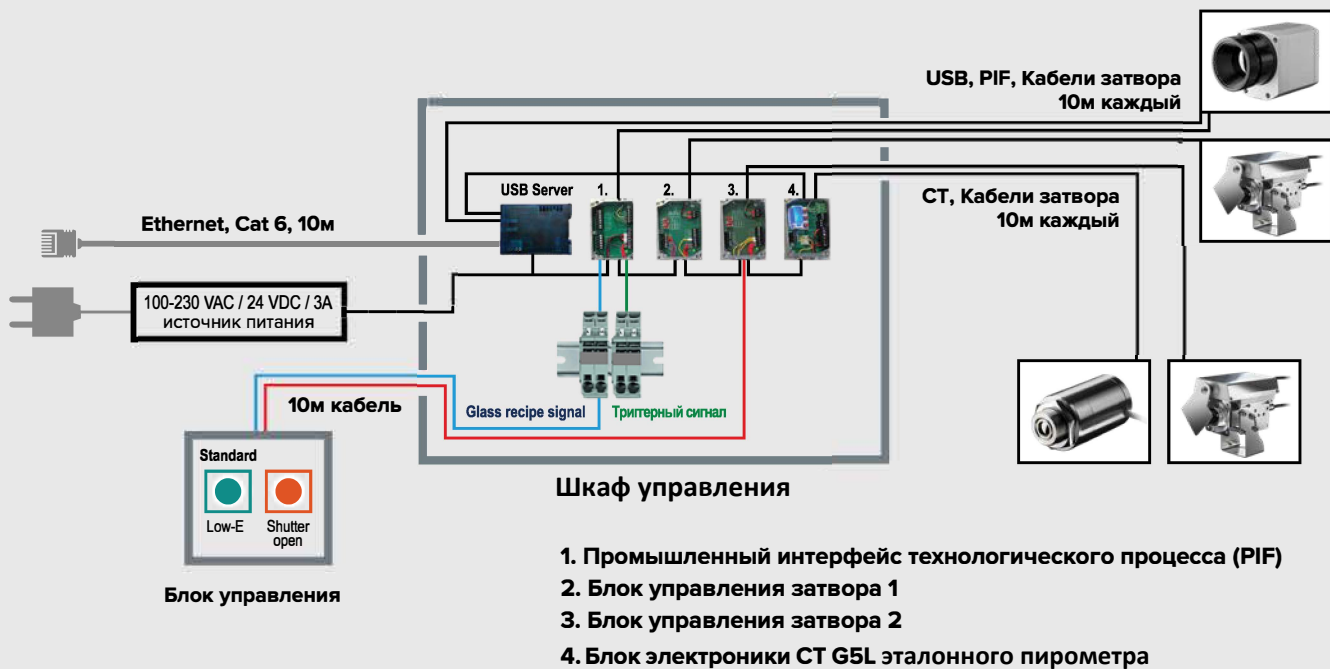 USB, PIF, Кабели затвора
10м каждый
USB Server
1.
2.
3.
4.
CT, Кабели затвора
10м каждый
Ethernet, Cat 6, 10м
100-230 VAC / 24 VDC / 3A
источник питания
10м кабель
Glass recipe signal
Триггерный сигнал
Standard
Low-E
Shutter
open
Шкаф управления
Блок управления
1. Промышленный интерфейс технологического процесса (PIF)
2. Блок управления затвора 1
3. Блок управления затвора 2
4. Блок электроники CT G5L эталонного пирометра